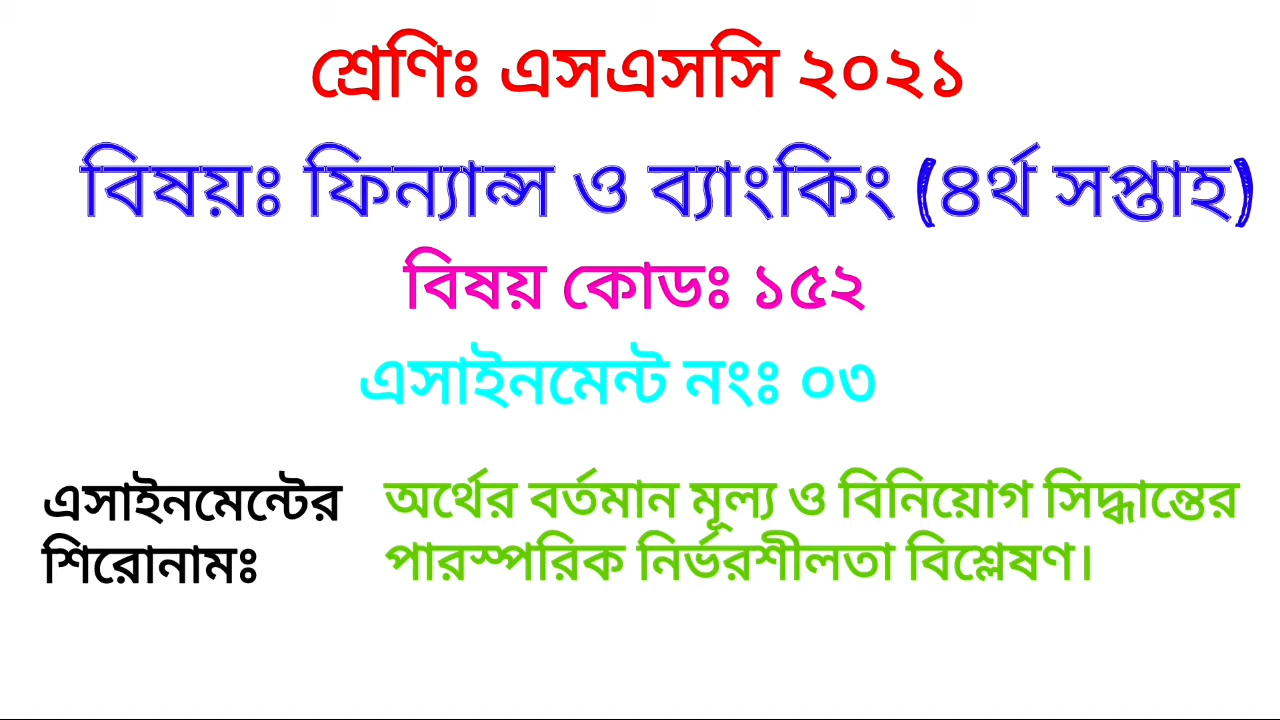 শ্রেণিঃ এসএসসি ২০২১
বিষয়ঃ ফিন্যান্স ও ব্যাংকিং (৪র্থ সপ্তাহ)
বিষয় কোডঃ ১৫২
এসাইনমেন্ট নংঃ ০৩
এসাইনমেন্টের শিরোনামঃ
অর্থের বর্তমান মূল্য ও বিনিয়োগ সিদ্ধান্তের
পারস্পরিক নির্ভরশীলতা বিশ্লেষণ।